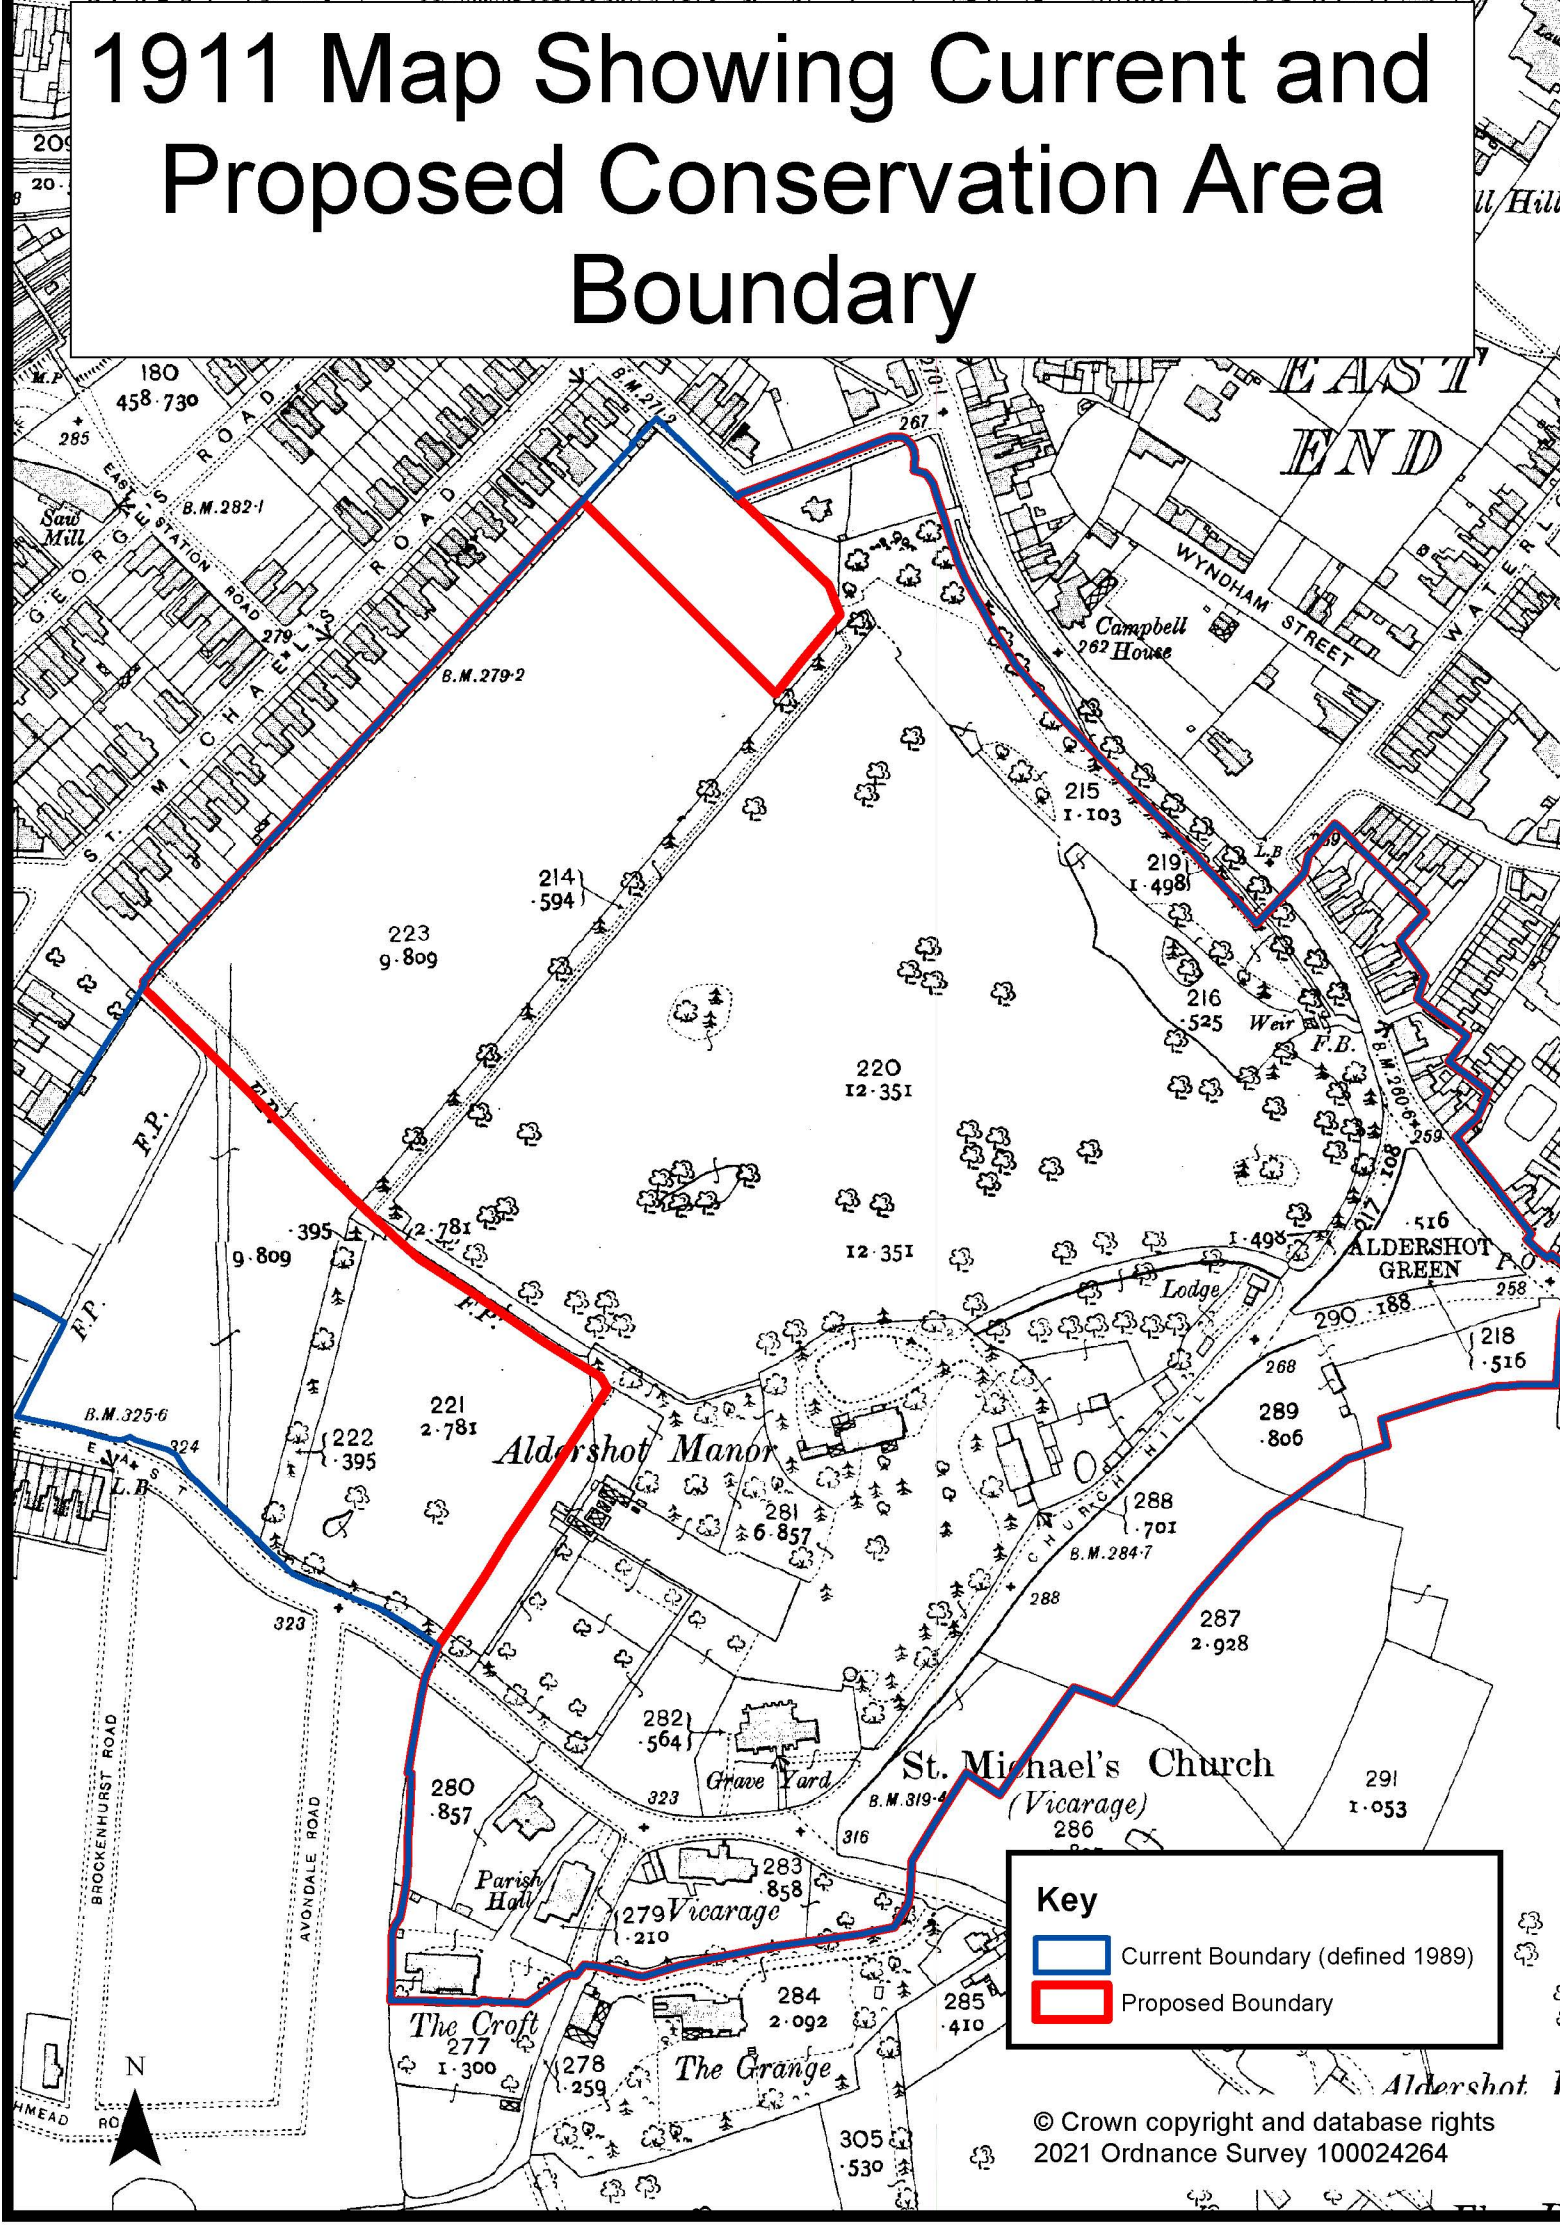 1911 Map Showing Current and
Proposed Conservation Area
Boundary
EAST
END
180
458.730
285
M.P
Saw
Mill
B.M.282.1
EAST STATION ROAD
ST. GEORGE'S ROAD
279
ST. MICHAEL'S ROAD
B.M.271.2
B.M.279.2
267
Campbell
House
262
WYNDHAM STREET
215
1.103
219
1.498
L.B
214
.594
223
9.809
216
.525
Weir
F.B.
B.M.260.6
259
220
12.351
F.P.
F.P.
217 .108
.516
ALDERSHOT
GREEN
P.O.
258
.395
2.781
9.809
12.351
1.498
Lodge
290 .188
218
.516
268
F.P.
F.P.
B.M.325.6
324
L.B
222
.395
221
2.781
Aldershot Manor
289
.806
281
6.857
CHURCH HILL
288
.701
B.M.284.7
288
323
287
2.928
BROCKENHURST ROAD
AVONDALE ROAD
282
.564
Grave Yard
St. Michael's Church
(Vicarage)
286
B.M.319.4
316
291
1.053
280
.857
323
Parish
Hall
283
.858
279
.210
Vicarage
The Croft
277
1.300
278
.259
284
2.092
The Grange
285
.410
305
.530
Key
Current Boundary (defined 1989)
Proposed Boundary
N
Aldershot
© Crown copyright and database rights
2021 Ordnance Survey 100024264